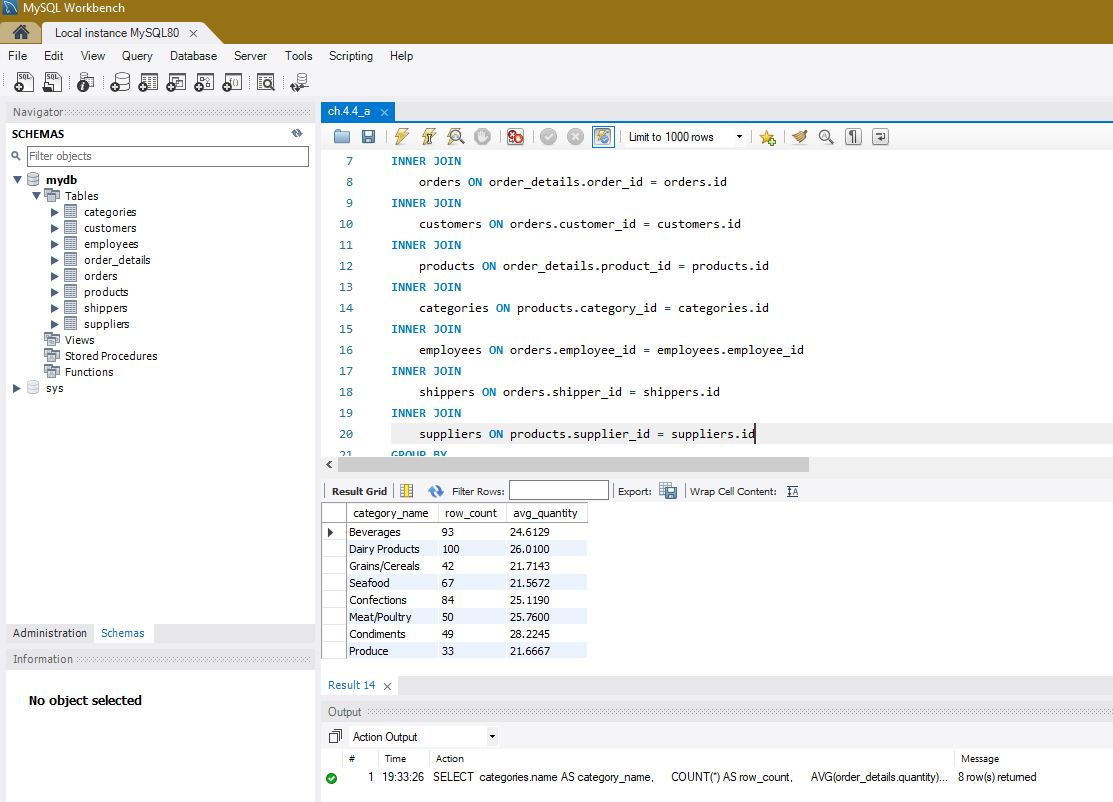 MySQL Workbench
Local instance MySQL80
File Edit View Query Database Server Tools Scripting Help
Navigator
SCHEMAS
Filter objects
mydb
Tables
categories
customers
employees
order_details
orders
products
shippers
suppliers
Views
Stored Procedures
Functions
sys
Administration Schemas
Information
No object selected
ch.4.4_a
Limit to 1000 rows
7 INNER JOIN
8 orders ON order_details.order_id = orders.id
9 INNER JOIN
10 customers ON orders.customer_id = customers.id
11 INNER JOIN
12 products ON order_details.product_id = products.id
13 INNER JOIN
14 categories ON products.category_id = categories.id
15 INNER JOIN
16 employees ON orders.employee_id = employees.employee_id
17 INNER JOIN
18 shippers ON orders.shipper_id = shippers.id
19 INNER JOIN
20 suppliers ON products.supplier_id = suppliers.id
21 GROUP BY
Result Grid Filter Rows: Export: Wrap Cell Content:
category_name row_count avg_quantity
Beverages 93 24.6129
Dairy Products 100 26.0100
Grains/Cereals 42 21.7143
Seafood 67 21.5672
Confections 84 25.1190
Meat/Poultry 50 25.7600
Condiments 49 28.2245
Produce 33 21.6667
Result 14
Output
Action Output
# Time Action Message
1 19:33:26 SELECT categories.name AS category_name, COUNT(*) AS row_count, AVG(order_details.quantity)... 8 row(s) returned